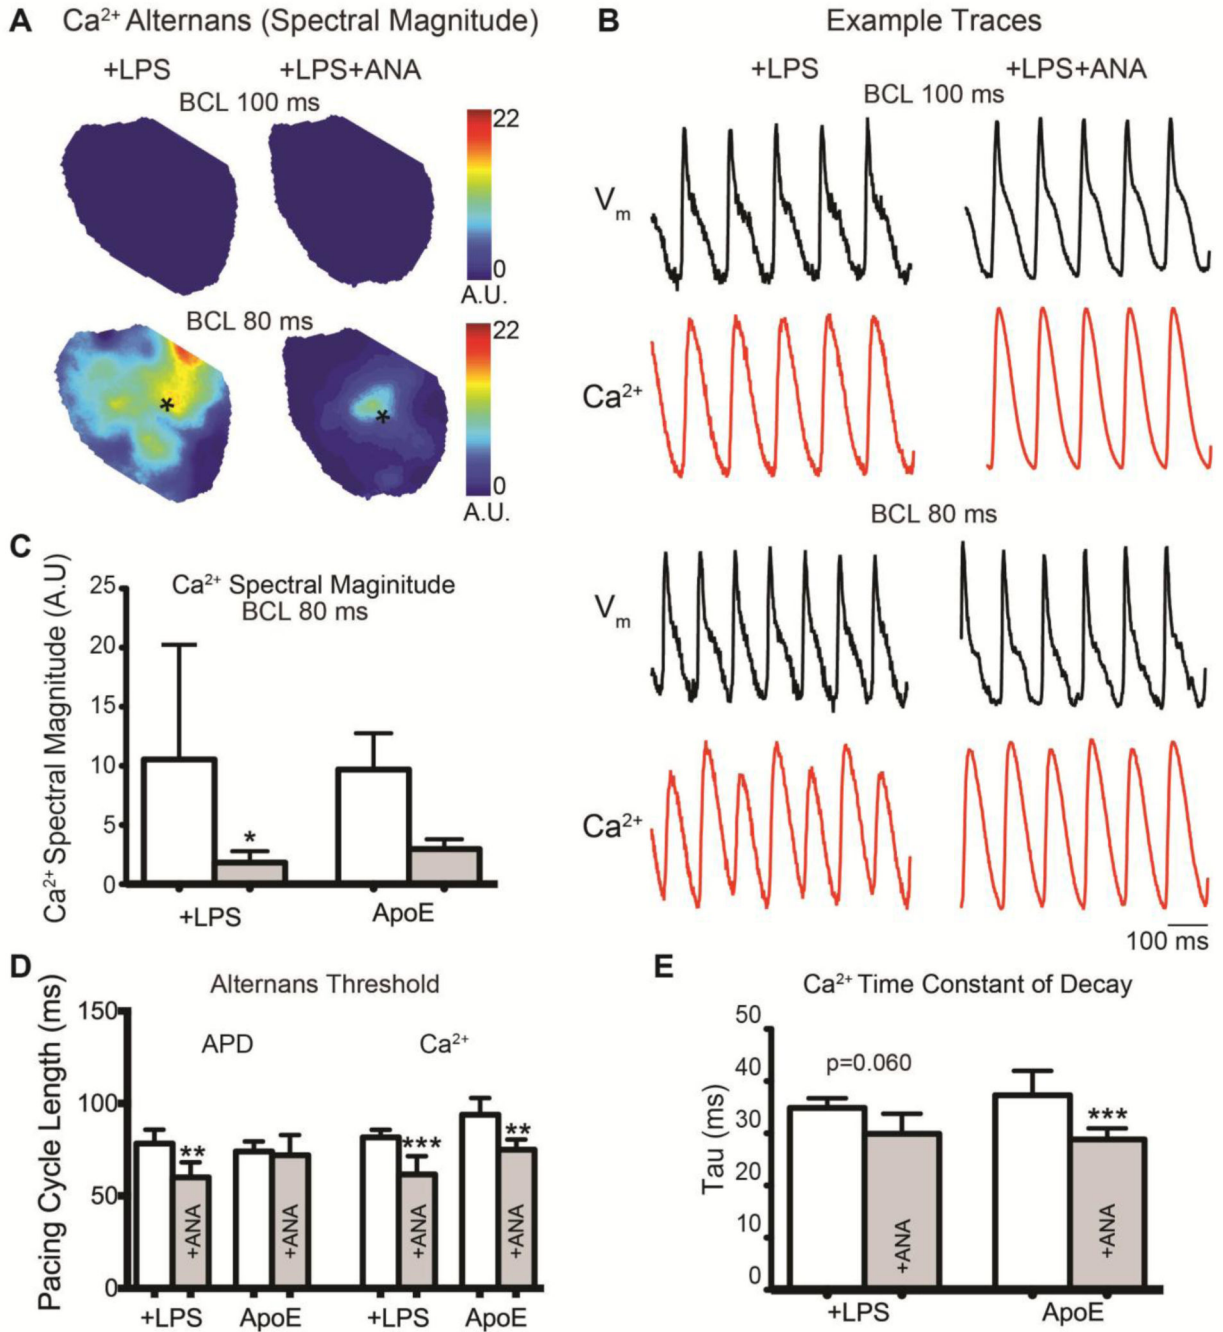 A Ca²⁺ Alternans (Spectral Magnitude)
+LPS +LPS+ANA
BCL 100 ms
22
0
A.U.
BCL 80 ms
*
*
22
0
A.U.
B Example Traces
+LPS +LPS+ANA
BCL 100 ms
Vm
Ca²⁺
BCL 80 ms
Vm
Ca²⁺
100 ms
C
Ca²⁺ Spectral Maginitude
BCL 80 ms
Ca²⁺ Spectral Magnitude (A.U)
25
20
15
10
5
0
*
+LPS ApoE
D
Alternans Threshold
Pacing Cycle Length (ms)
150
100
50
0
APD Ca²⁺
** *** **
+ANA +ANA +ANA +ANA
+LPS ApoE +LPS ApoE
E
Ca²⁺ Time Constant of Decay
Tau (ms)
50
40
30
20
10
0
p=0.060
***
+ANA +ANA
+LPS ApoE